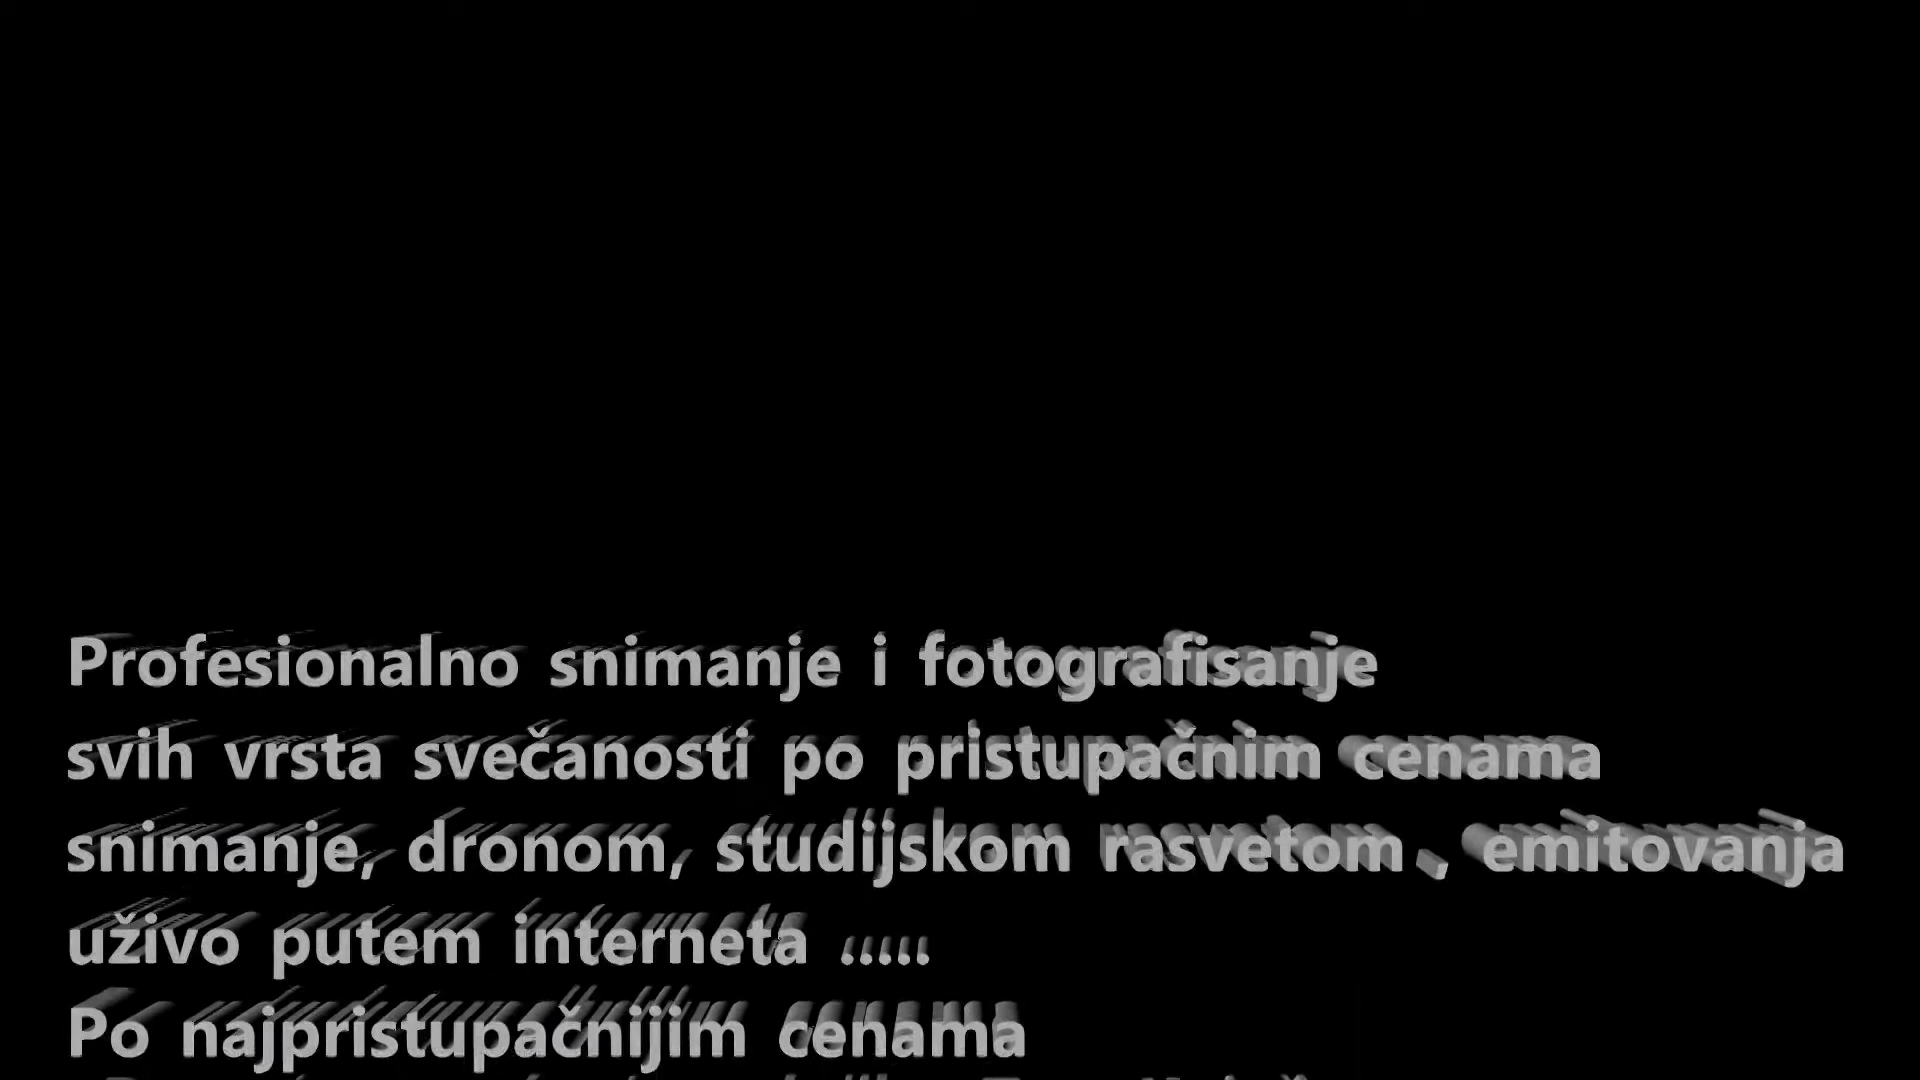 Profesionalno snimanje i fotografisanje
svih vrsta svečanosti po pristupačnim cenama
snimanje, dronom, studijskom rasvetom , emitovanja
uživo putem interneta .....
Po najpristupačnijim cenama